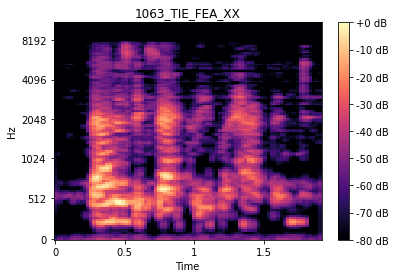 1063_TIE_FEA_XX
Hz
8192
4096
2048
1024
512
0
0
0.5
1
1.5
Time
+0 dB
-10 dB
-20 dB
-30 dB
-40 dB
-50 dB
-60 dB
-70 dB
-80 dB